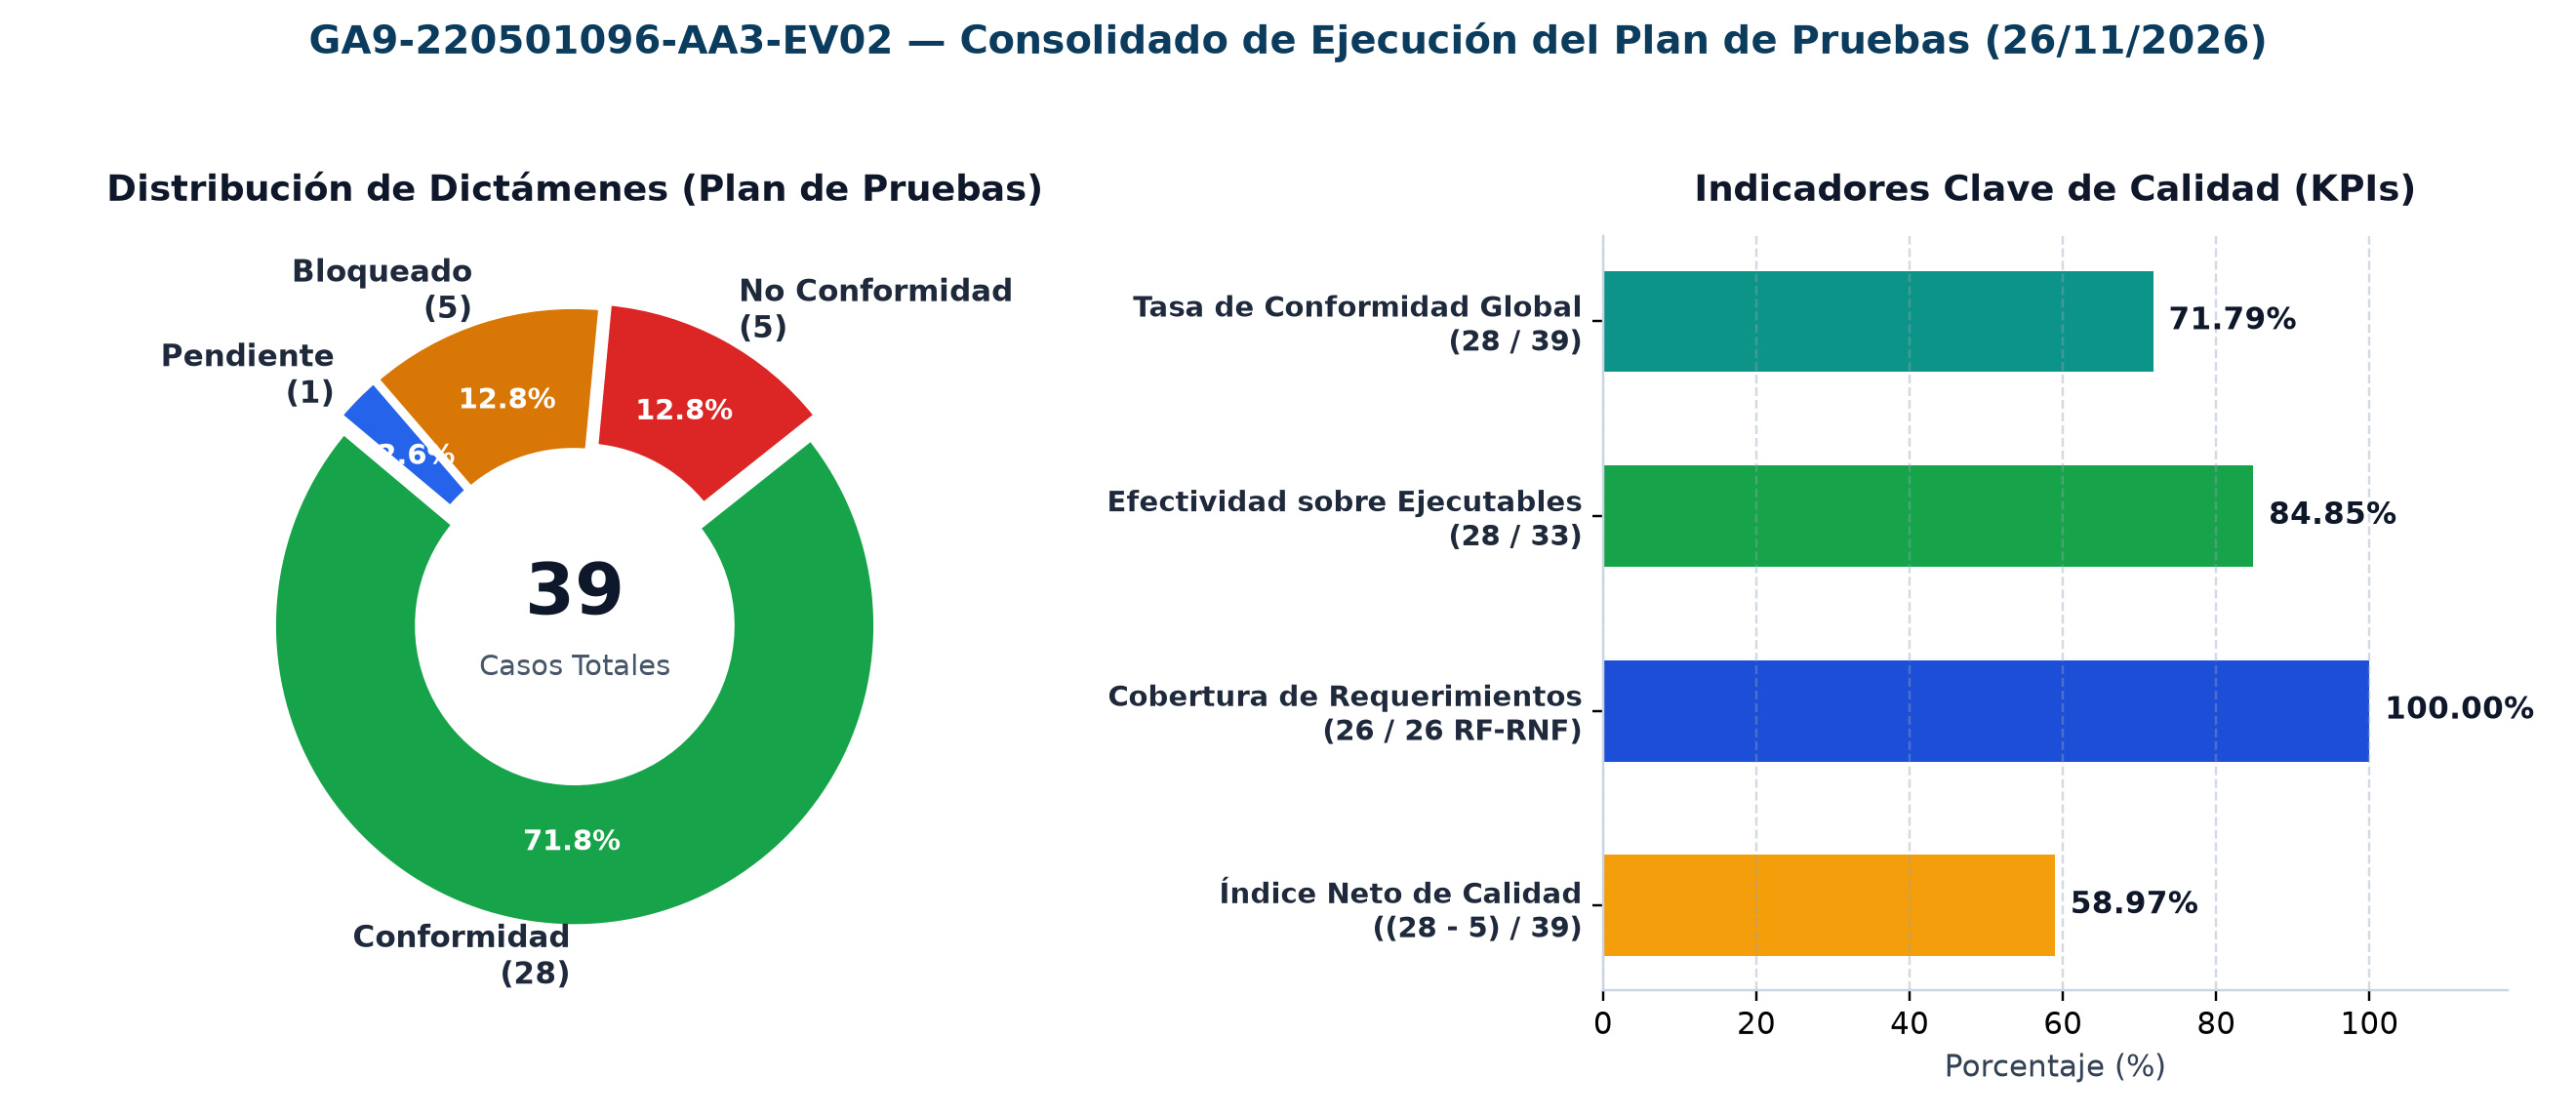 GA9-220501096-AA3-EV02 — Consolidado de Ejecución del Plan de Pruebas (26/11/2026)
Distribución de Dictámenes (Plan de Pruebas)
Bloqueado
(5)
No Conformidad
(5)
Pendiente
(1)
12.8%
12.8%
2.6%
39
Casos Totales
71.8%
Conformidad
(28)
Indicadores Clave de Calidad (KPIs)
Tasa de Conformidad Global
(28 / 39)
71.79%
Efectividad sobre Ejecutables
(28 / 33)
84.85%
Cobertura de Requerimientos
(26 / 26 RF-RNF)
100.00%
Índice Neto de Calidad
((28 - 5) / 39)
58.97%
0 20 40 60 80 100
Porcentaje (%)